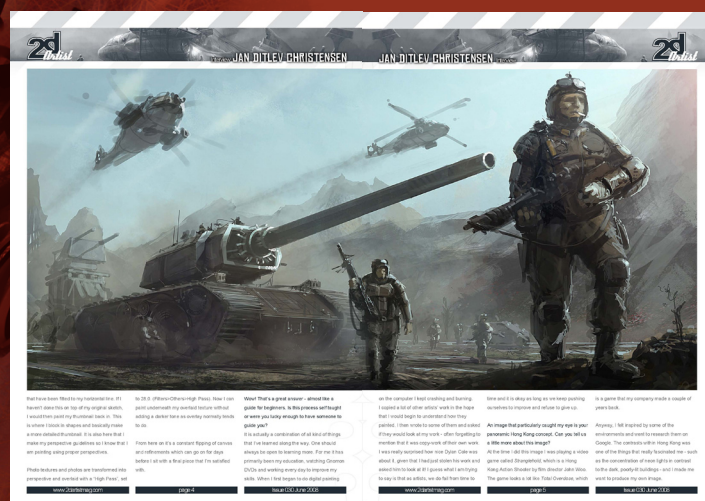 2d Artist
interview JAN DITLEV CHRISTENSEN
JAN DITLEV CHRISTENSEN interview
2d Artist
that have been filled to my horizontal line. If I
haven't done this on top of my original sketch,
I would then paint my thumbnail back in. This
is where I block in shapes and basically make
a more detailed thumbnail. It is also here that I
make my perspective guidelines so I know that I
am painting using proper perspectives.
Photo textures and photos are transformed into
perspective and overlaid with a 'High Pass', set
to 28.8 (Filters>Others>High Pass). Now I can
paint underneath my overlaid texture without
adding a darker tone as overlay normally tends
to do.
From here on it's a constant flipping of canvas
and refinements which can go on for days
before I sit with a final piece that I'm satisfied
with.
Wow! That's a great answer - almost like a
guide for beginners. Is this process self taught
or were you lucky enough to have someone to
guide you?
It is actually a combination of all kind of things
that I've learned along the way. One should
always be open to learning more. For me it has
primarily been my education, watching Gnomon
DVDs and working every day to improve my
skills. When I first began to do digital painting
on the computer I kept crashing and burning.
I copied a lot of other artists' work in the hope
that I would begin to understand how they
painted. I then wrote to some of them and asked
if they would look at my work - often forgetting to
mention that it was copy-work of their own work.
I was really surprised how nice Dylan Cole was
about it, given that I had just stolen his work and
asked him to look at it! I guess what I am trying
to say is that as artists, we do fail from time to
time and it is okay so long as we keep pushing
ourselves to improve and refuse to give up.
An image that particularly caught my eye is your
panoramic Hong Kong concept. Can you tell us
a little more about this image?
At the time I did this image I was playing a video
game called Stranglehold, which is a Hong
Kong Action Shooter by film director John Woo.
The game looks a lot like Total Overdose, which
is a game that my company made a couple of
years back.
Anyway, I felt inspired by some of the
environments and went to research them on
Google. The contrasts within Hong Kong was
one of the things that really fascinated me - such
as the concentration of neon lights in contrast
to the dark, poorly-lit buildings - and it made me
want to produce my own image
www.2dartistmag.com
page 4
Issue 030 June 2008
www.2dartistmag.com
page 5
Issue 030 June 2008